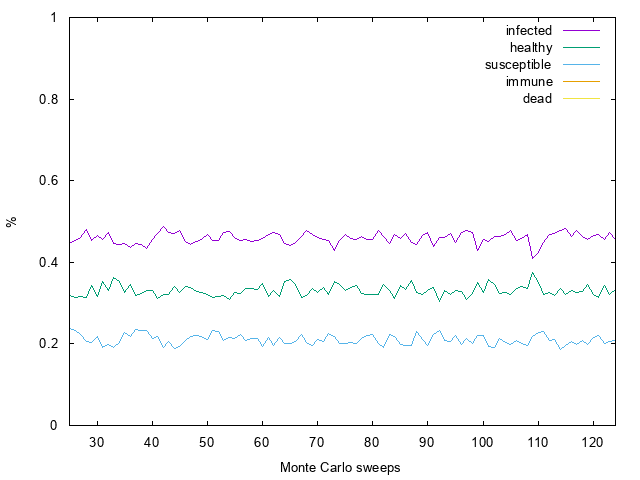 1
infected
healthy
susceptible
immune
dead
0.8
0.6
%
0.4
0.2
0
30 40 50 60 70 80 90 100 110 120
Monte Carlo sweeps